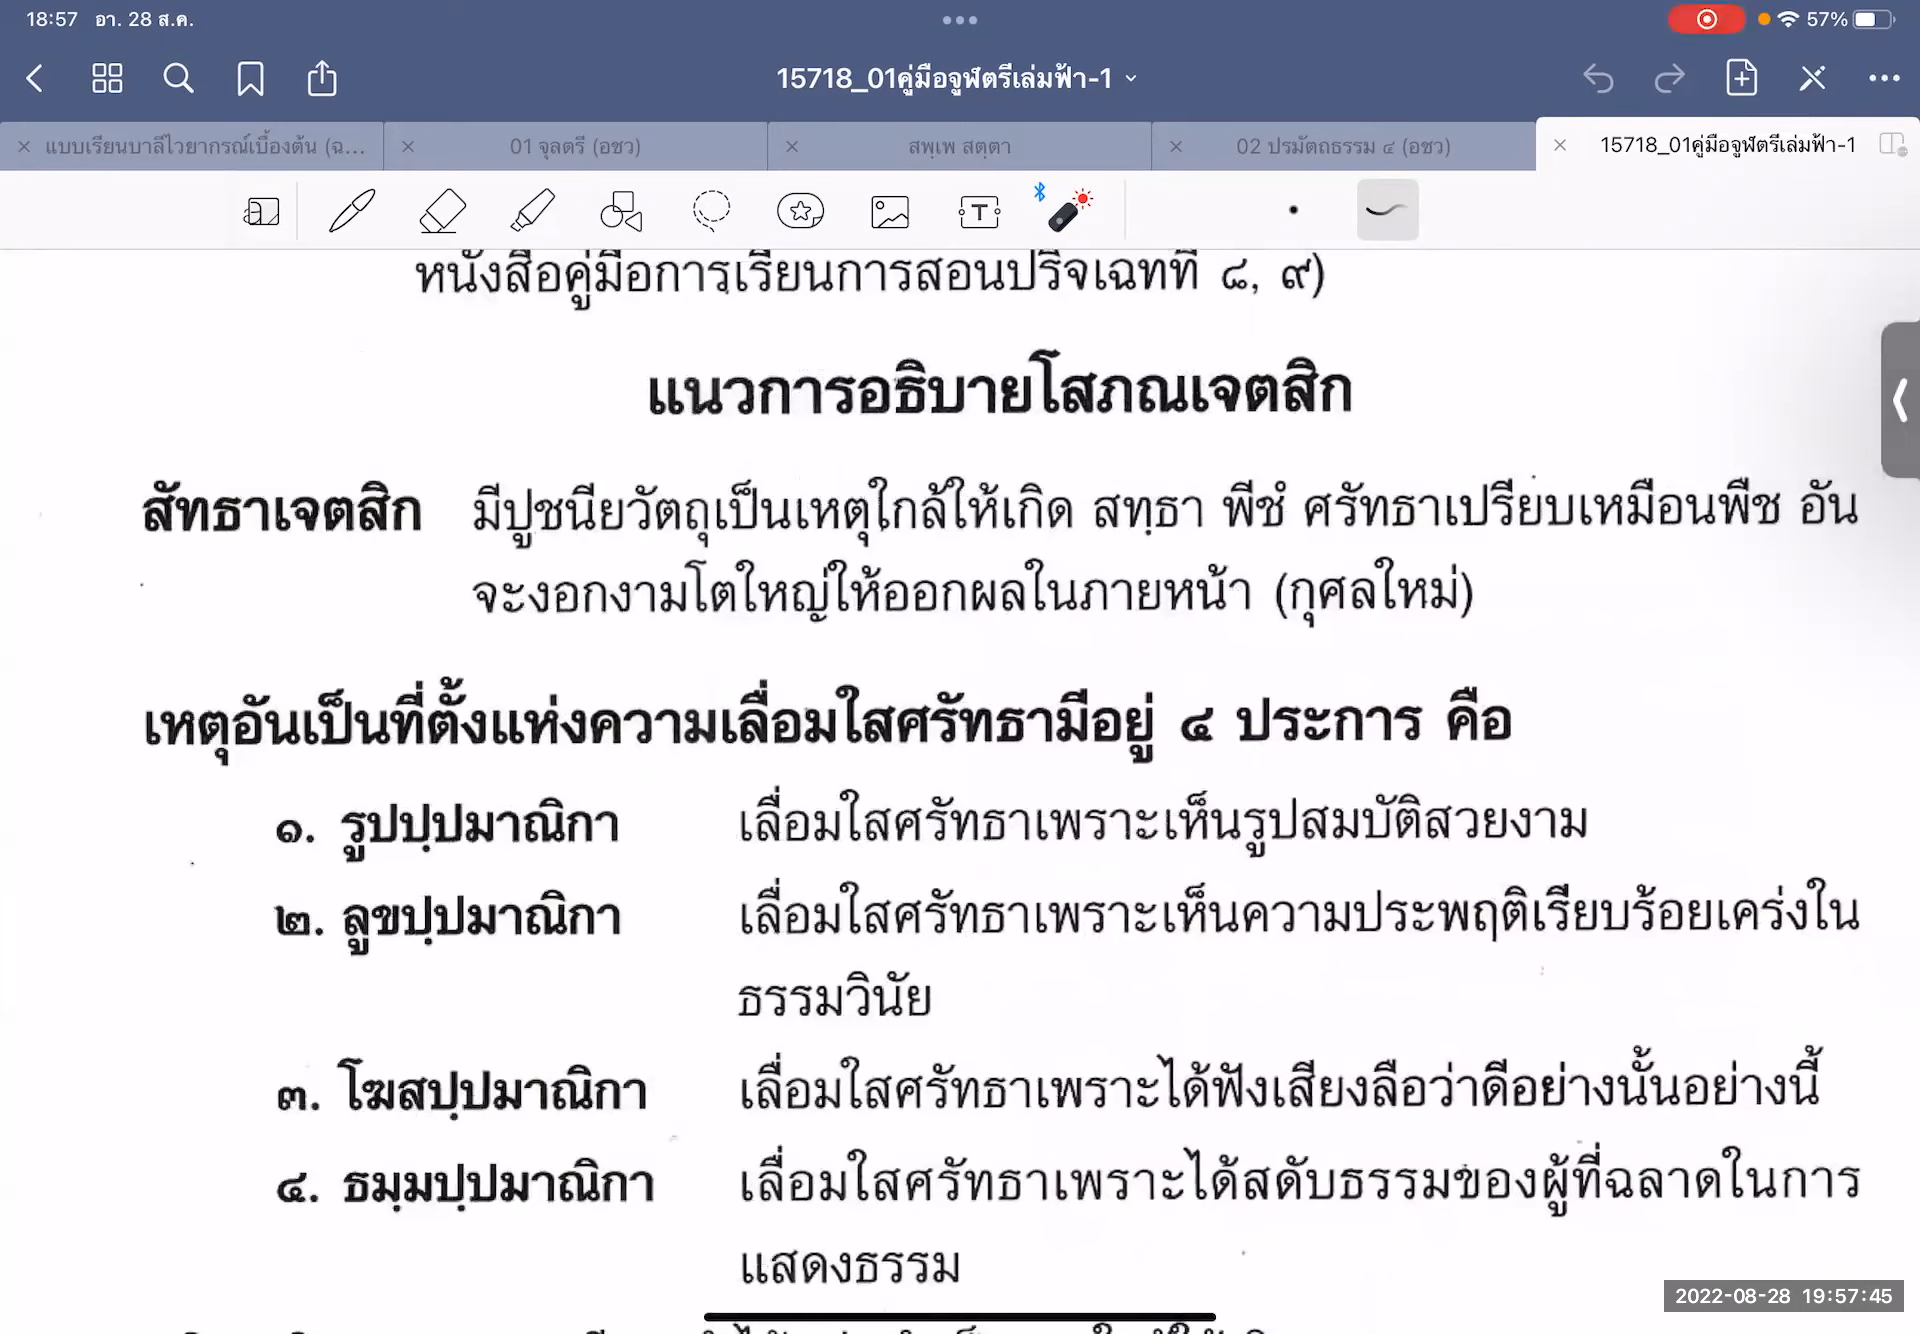 18:57 อา. 28 ส.ค.
57%
15718_01คู่มือจูฬตรีเล่มฟ้า-1
แบบเรียนบาลีไวยากรณ์เบื้องต้น (ฉ...
01 จุลตรี (อชว)
สพฺเพ สตฺตา
02 ปรมัตถธรรม ๔ (อชว)
15718_01คู่มือจูฬตรีเล่มฟ้า-1
หนังสือคู่มือการเรียนการสอนปริจเฉทที่ ๘, ๙)
แนวการอธิบายโสภณเจตสิก
สัทธาเจตสิก มีปูชนียวัตถุเป็นเหตุใกล้ให้เกิด สทฺธา พีชํ ศรัทธาเปรียบเหมือนพืช อัน
จะงอกงามโตใหญ่ให้ออกผลในภายหน้า (กุศลใหม่)
เหตุอันเป็นที่ตั้งแห่งความเลื่อมใสศรัทธามีอยู่ ๔ ประการ คือ
๑. รูปปฺปมาณิกา เลื่อมใสศรัทธาเพราะเห็นรูปสมบัติสวยงาม
๒. ลูขปฺปมาณิกา เลื่อมใสศรัทธาเพราะเห็นความประพฤติเรียบร้อยเคร่งใน
ธรรมวินัย
๓. โฆสปฺปมาณิกา เลื่อมใสศรัทธาเพราะได้ฟังเสียงลือว่าดีอย่างนั้นอย่างนี้
๔. ธมฺมปฺปมาณิกา เลื่อมใสศรัทธาเพราะได้สดับธรรมของผู้ที่ฉลาดในการ
แสดงธรรม
2022-08-28 19:57:45